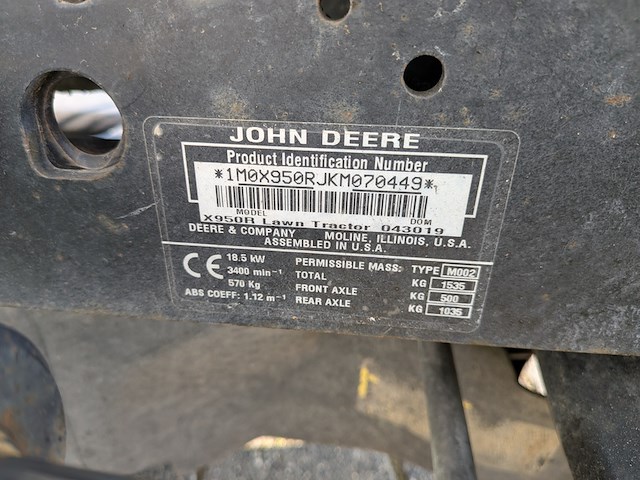 JOHN DEERE
Product Identification Number
*1M0X950RJKM070449*
MODEL DOM
X950R Lawn Tractor 043019
DEERE & COMPANY MOLINE, ILLINOIS, U.S.A.
ASSEMBLED IN U.S.A.
CE 18.5 kW PERMISSIBLE MASS: TYPE M002
3400 min⁻¹ TOTAL KG 1535
570 Kg FRONT AXLE KG 500
ABS COEFF: 1.12 m⁻¹ REAR AXLE KG 1035